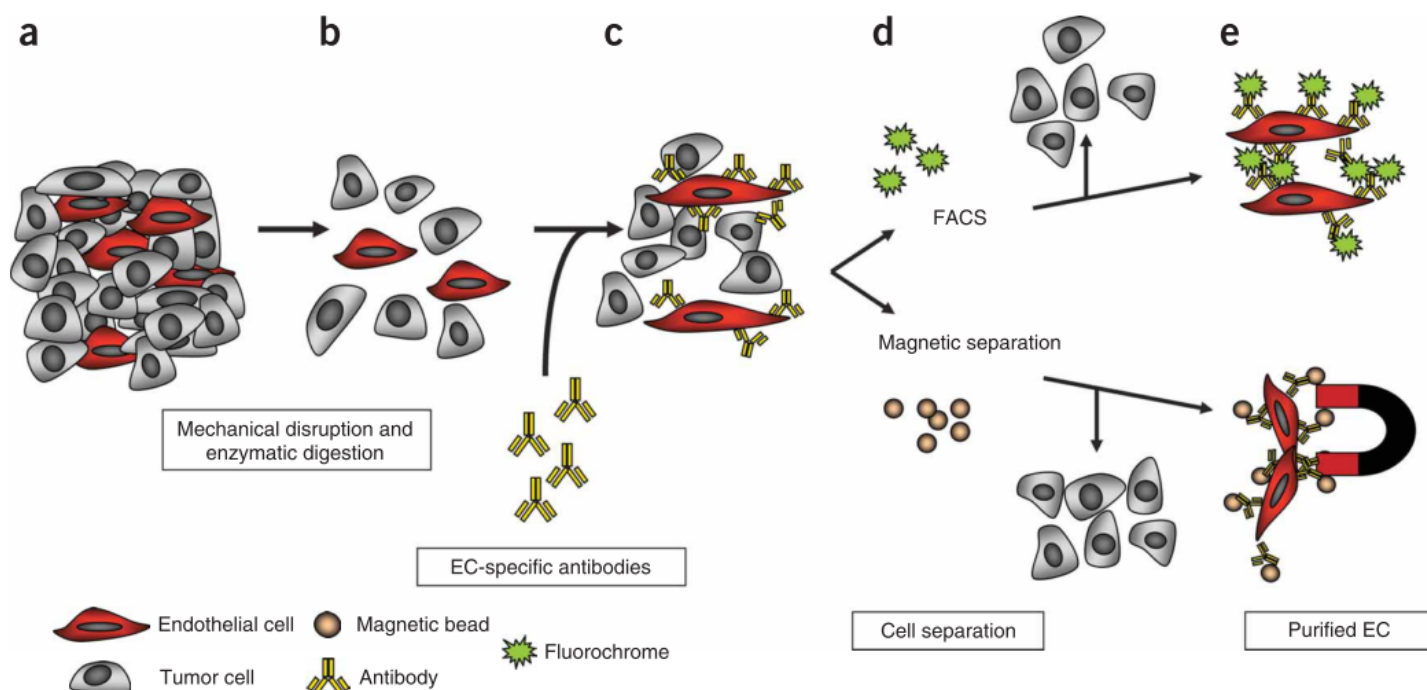 a
b
c
d
e
FACS
Magnetic separation
Mechanical disruption and
enzymatic digestion
EC-specific antibodies
Cell separation
Purified EC
Endothelial cell
Magnetic bead
Fluorochrome
Tumor cell
Antibody